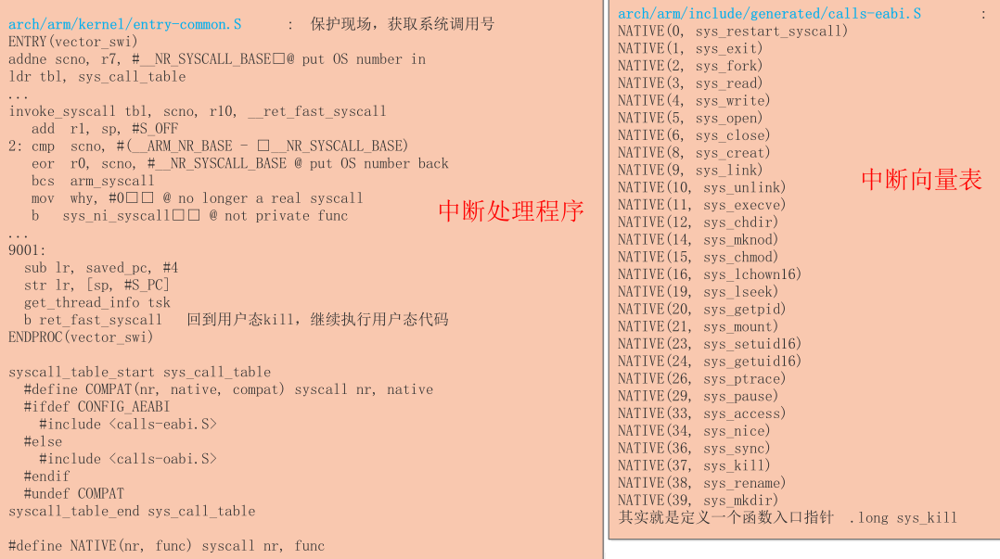 arch/arm/kernel/entry-common.S : 保护现场，获取系统调用号
ENTRY(vector_swi)
addne scno, r7, #__NR_SYSCALL_BASE□@ put OS number in
ldr tbl, sys_call_table
...
invoke_syscall tbl, scno, r10, __ret_fast_syscall
add r1, sp, #S_OFF
2: cmp scno, #(__ARM_NR_BASE - □__NR_SYSCALL_BASE)
eor r0, scno, #__NR_SYSCALL_BASE @ put OS number back
bcs arm_syscall
mov why, #0□□ @ no longer a real syscall
b sys_ni_syscall□□ @ not private func
...
9001:
sub lr, saved_pc, #4
str lr, [sp, #S_PC]
get_thread_info tsk
b ret_fast_syscall 回到用户态kill，继续执行用户态代码
ENDPROC(vector_swi)
syscall_table_start sys_call_table
#define COMPAT(nr, native, compat) syscall nr, native
#ifdef CONFIG_AEABI
#include <calls-eabi.S>
#else
#include <calls-oabi.S>
#endif
#undef COMPAT
syscall_table_end sys_call_table
#define NATIVE(nr, func) syscall nr, func
中断处理程序
arch/arm/include/generated/calls-eabi.S :
NATIVE(0, sys_restart_syscall)
NATIVE(1, sys_exit)
NATIVE(2, sys_fork)
NATIVE(3, sys_read)
NATIVE(4, sys_write)
NATIVE(5, sys_open)
NATIVE(6, sys_close)
NATIVE(8, sys_creat)
NATIVE(9, sys_link)
NATIVE(10, sys_unlink)
NATIVE(11, sys_execve)
NATIVE(12, sys_chdir)
NATIVE(14, sys_mknod)
NATIVE(15, sys_chmod)
NATIVE(16, sys_lchown16)
NATIVE(19, sys_lseek)
NATIVE(20, sys_getpid)
NATIVE(21, sys_mount)
NATIVE(23, sys_setuid16)
NATIVE(24, sys_getuid16)
NATIVE(26, sys_ptrace)
NATIVE(29, sys_pause)
NATIVE(33, sys_access)
NATIVE(34, sys_nice)
NATIVE(36, sys_sync)
NATIVE(37, sys_kill)
NATIVE(38, sys_rename)
NATIVE(39, sys_mkdir)
其实就是定义一个函数入口指针 .long sys_kill
中断向量表